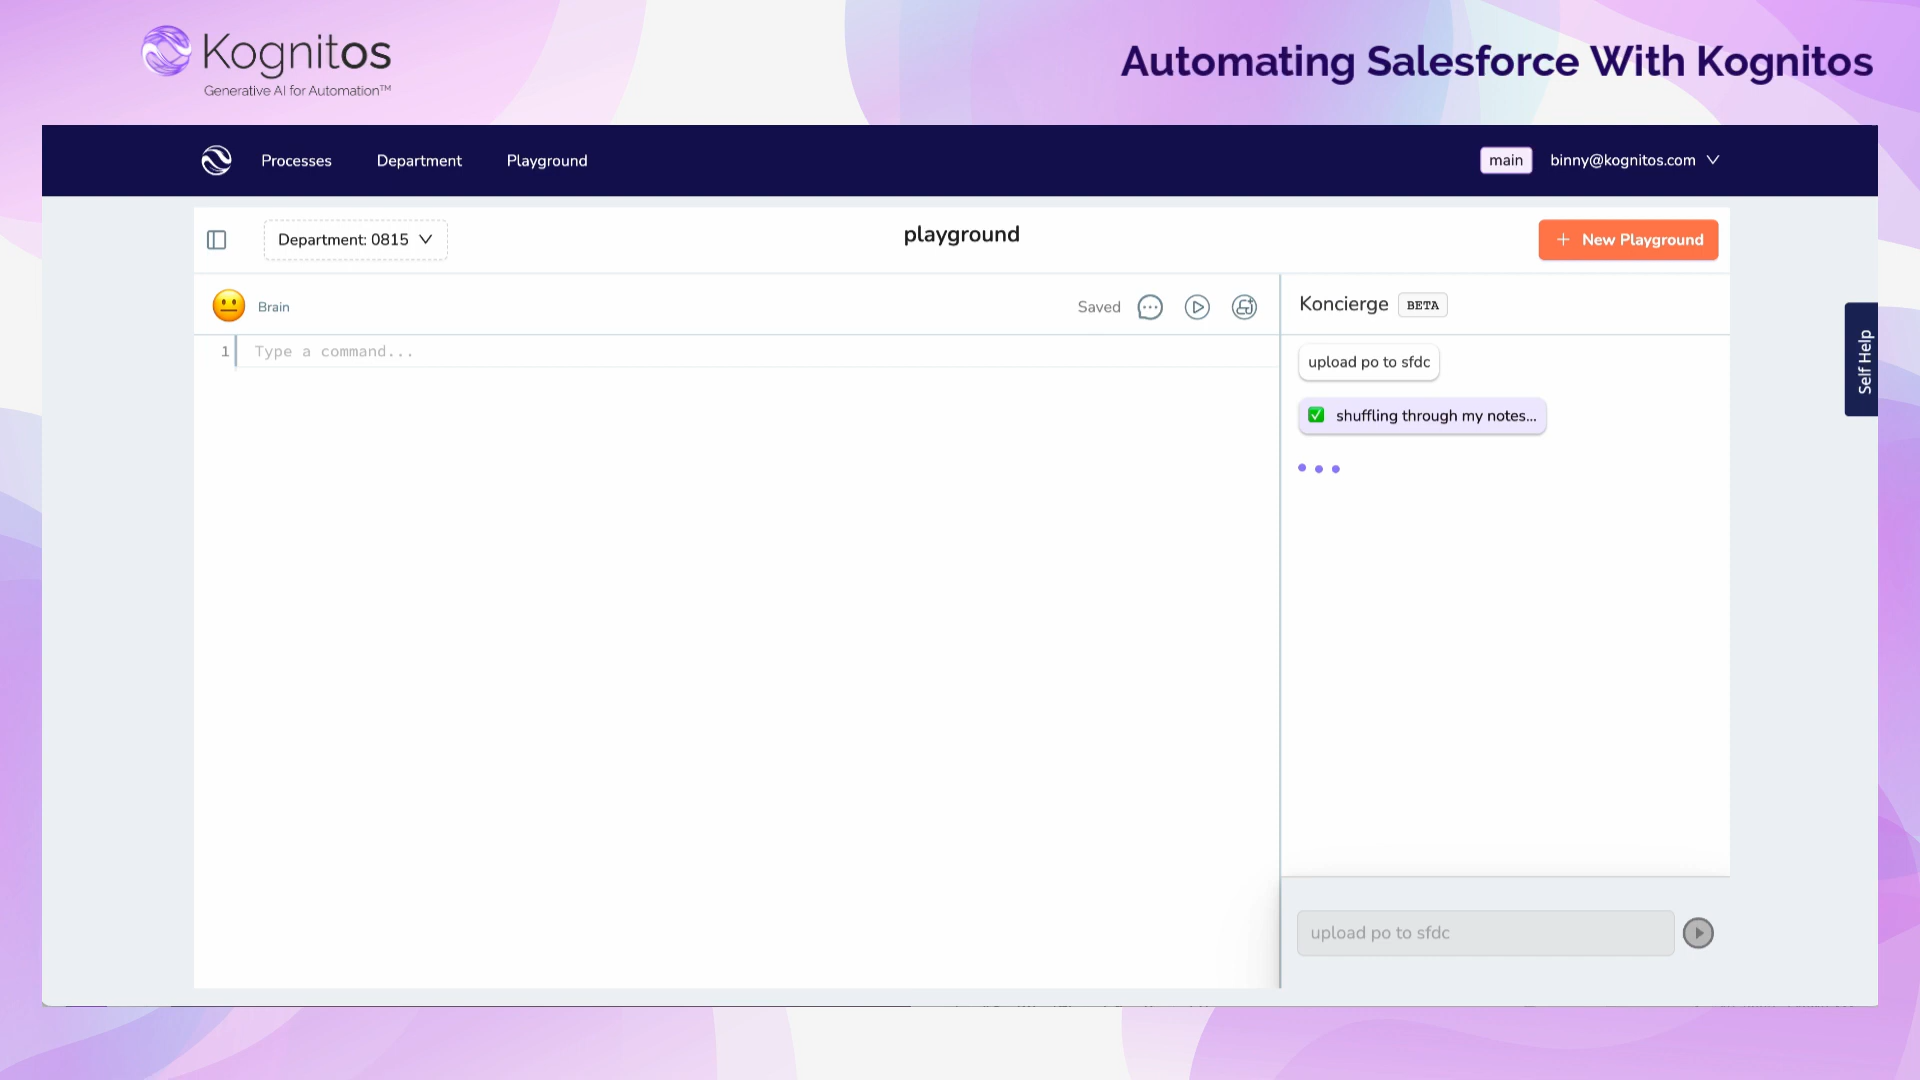 Kognitos
Generative AI for Automation™
Automating Salesforce With Kognitos
Processes
Department
Playground
main
binny@kognitos.com
Department: 0815
playground
+ New Playground
Brain
Saved
Koncierge BETA
1 Type a command...
upload po to sfdc
✅ shuffling through my notes...
Self Help
upload po to sfdc